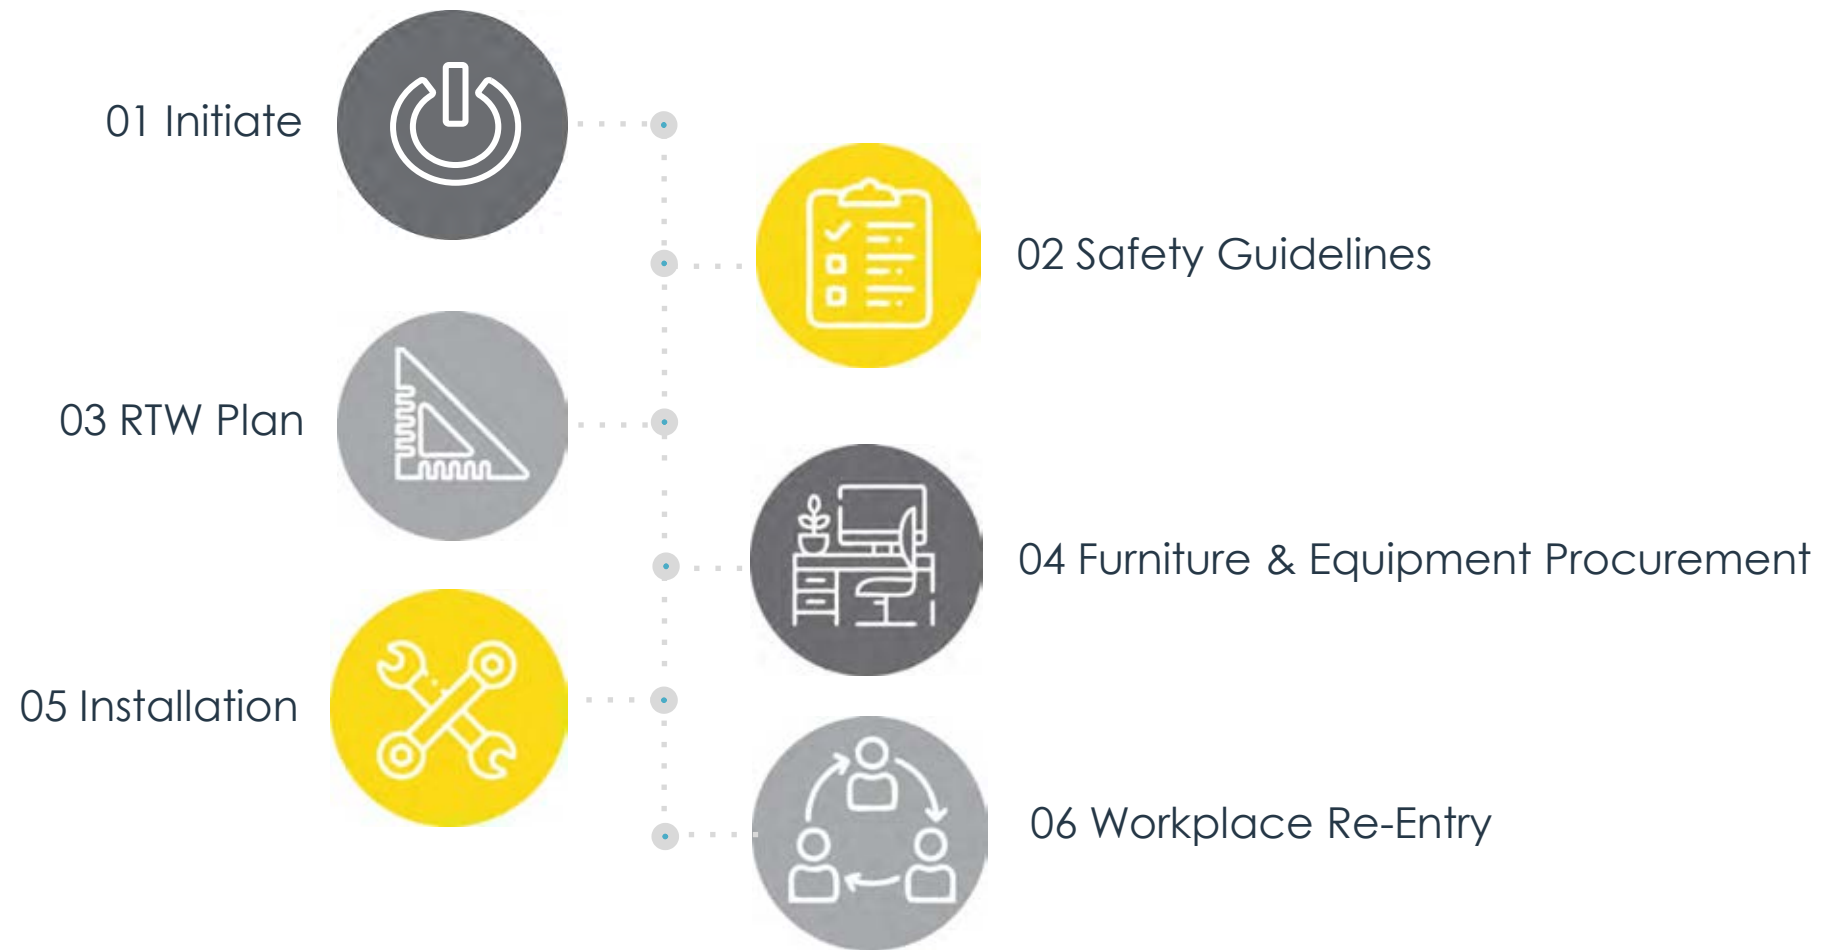 01 Initiate
02 Safety Guidelines
03 RTW Plan
04 Furniture & Equipment Procurement
05 Installation
06 Workplace Re-Entry